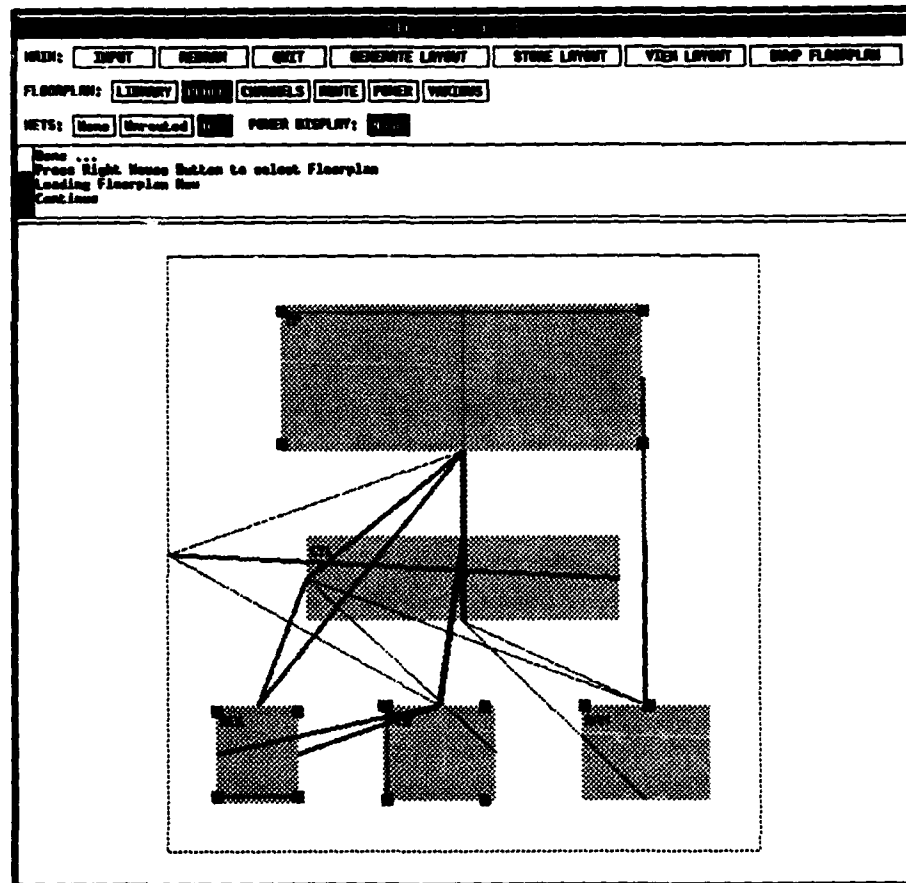 MAIN: INPUT REDRAW QUIT GENERATE LAYOUT STORE LAYOUT VIEW LAYOUT DUMP FLOORPLAN
FLOORPLAN: LIBRARY CHANNELS ROUTE POWER VARIOUS
NETS: None Unrouted POWER DISPLAY:
Done ...
Press Right Mouse Button to select Floorplan
Loading Floorplan Now
Continue